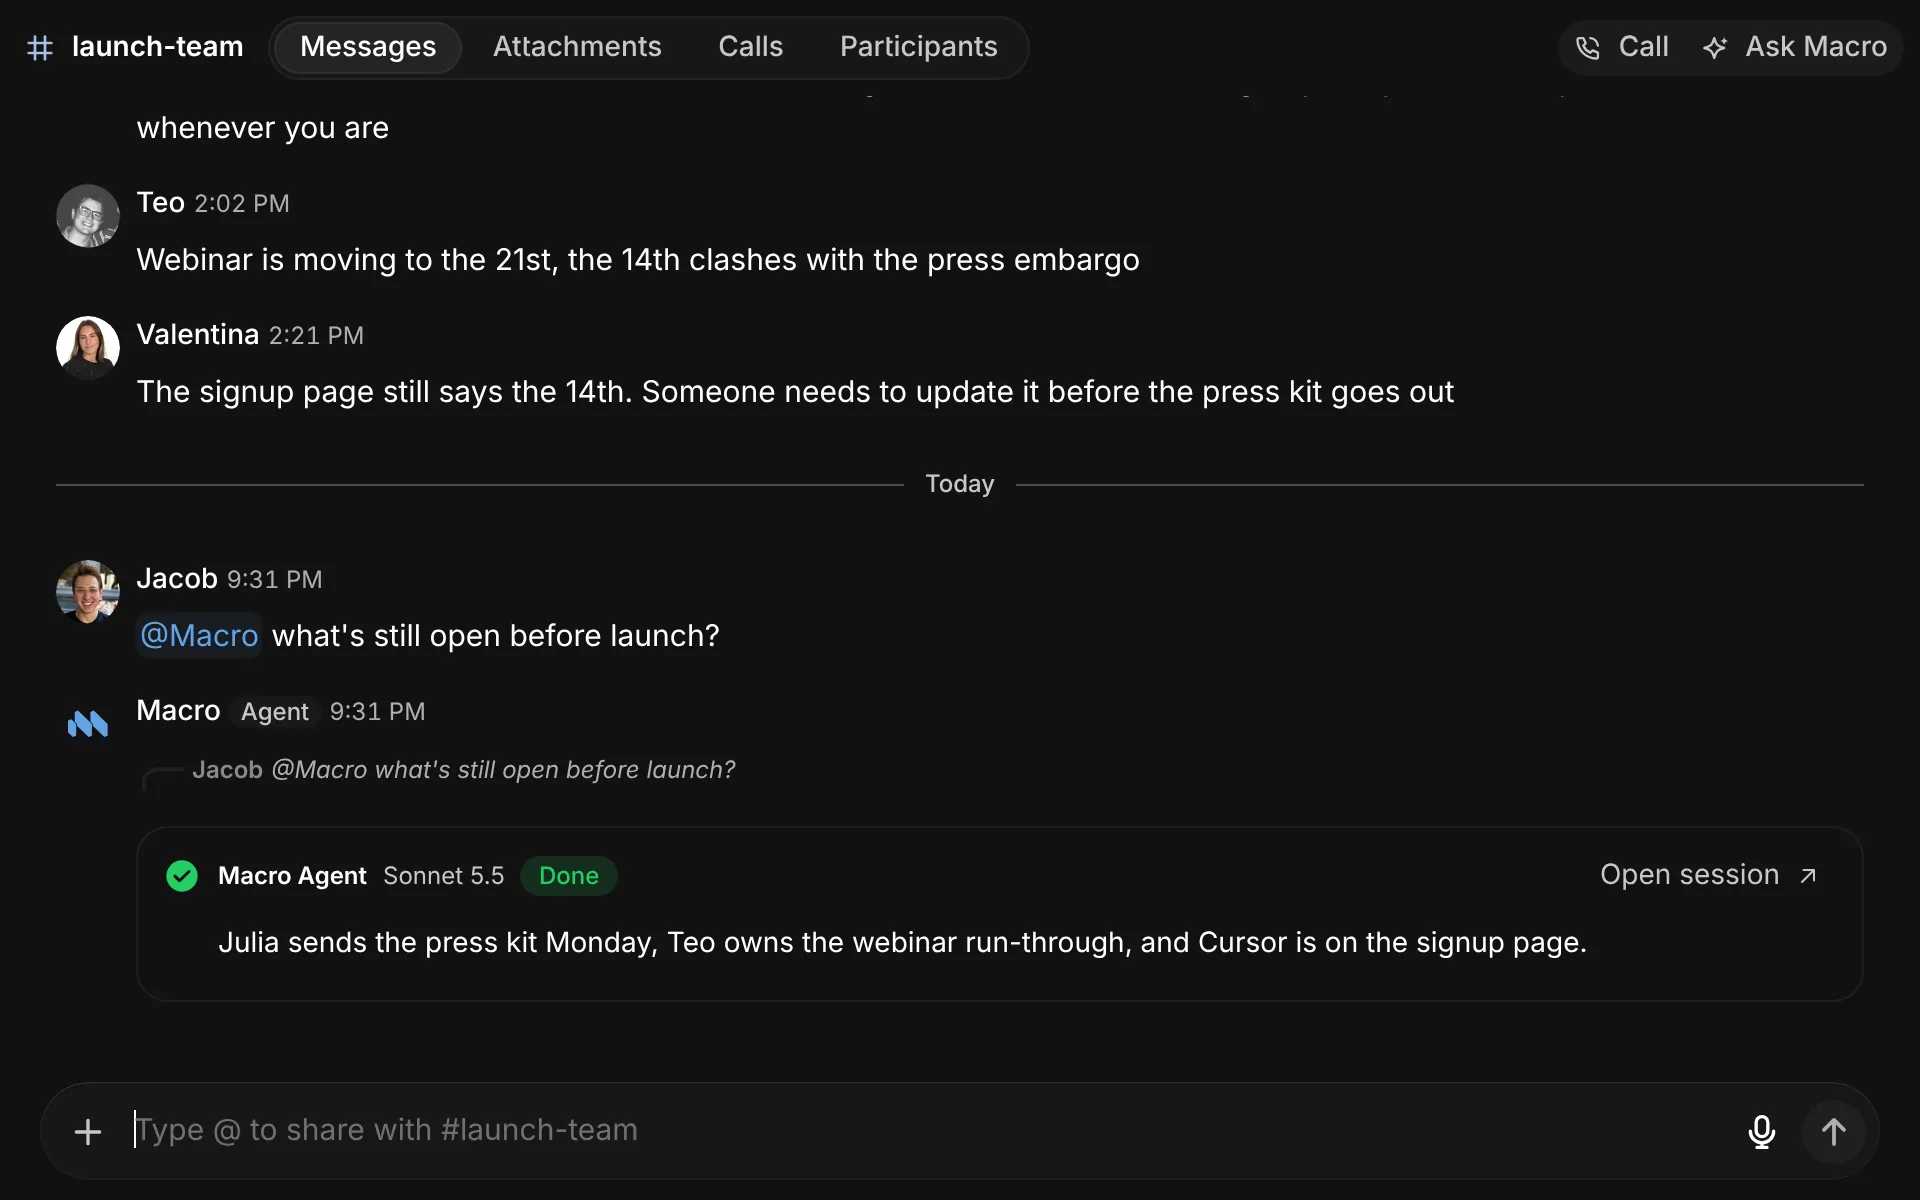 launch-team
Messages
Attachments
Calls
Participants
Call
Ask Macro
whenever you are
Teo 2:02 PM
Webinar is moving to the 21st, the 14th clashes with the press embargo
Valentina 2:21 PM
The signup page still says the 14th. Someone needs to update it before the press kit goes out
Today
Jacob 9:31 PM
@Macro what's still open before launch?
Macro Agent 9:31 PM
Jacob @Macro what's still open before launch?
Macro Agent Sonnet 5.5 Done
Open session
Julia sends the press kit Monday, Teo owns the webinar run-through, and Cursor is on the signup page.
Type @ to share with #launch-team